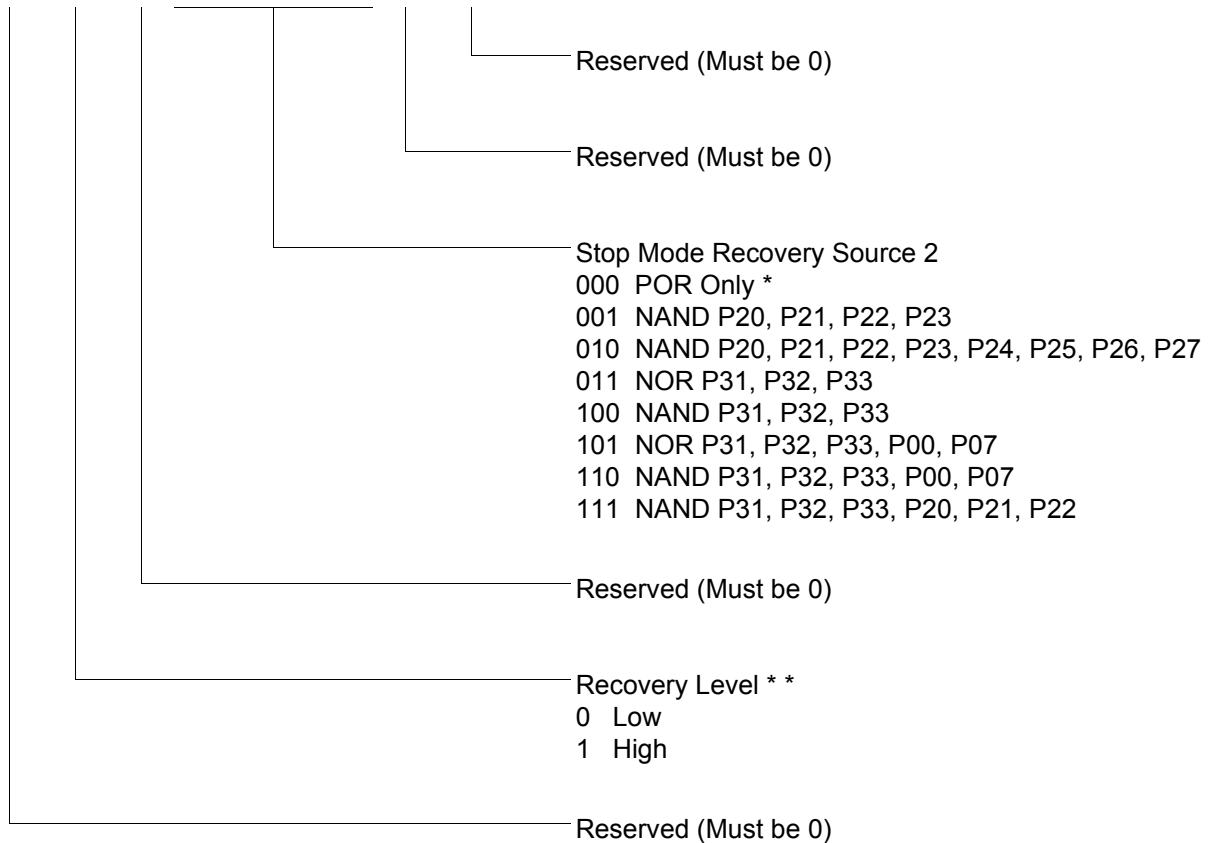 Reserved (Must be 0)
Reserved (Must be 0)
Stop Mode Recovery Source 2
000 POR Only *
001 NAND P20, P21, P22, P23
010 NAND P20, P21, P22, P23, P24, P25, P26, P27
011 NOR P31, P32, P33
100 NAND P31, P32, P33
101 NOR P31, P32, P33, P00, P07
110 NAND P31, P32, P33, P00, P07
111 NAND P31, P32, P33, P20, P21, P22
Reserved (Must be 0)
Recovery Level * *
0 Low
1 High
Reserved (Must be 0)